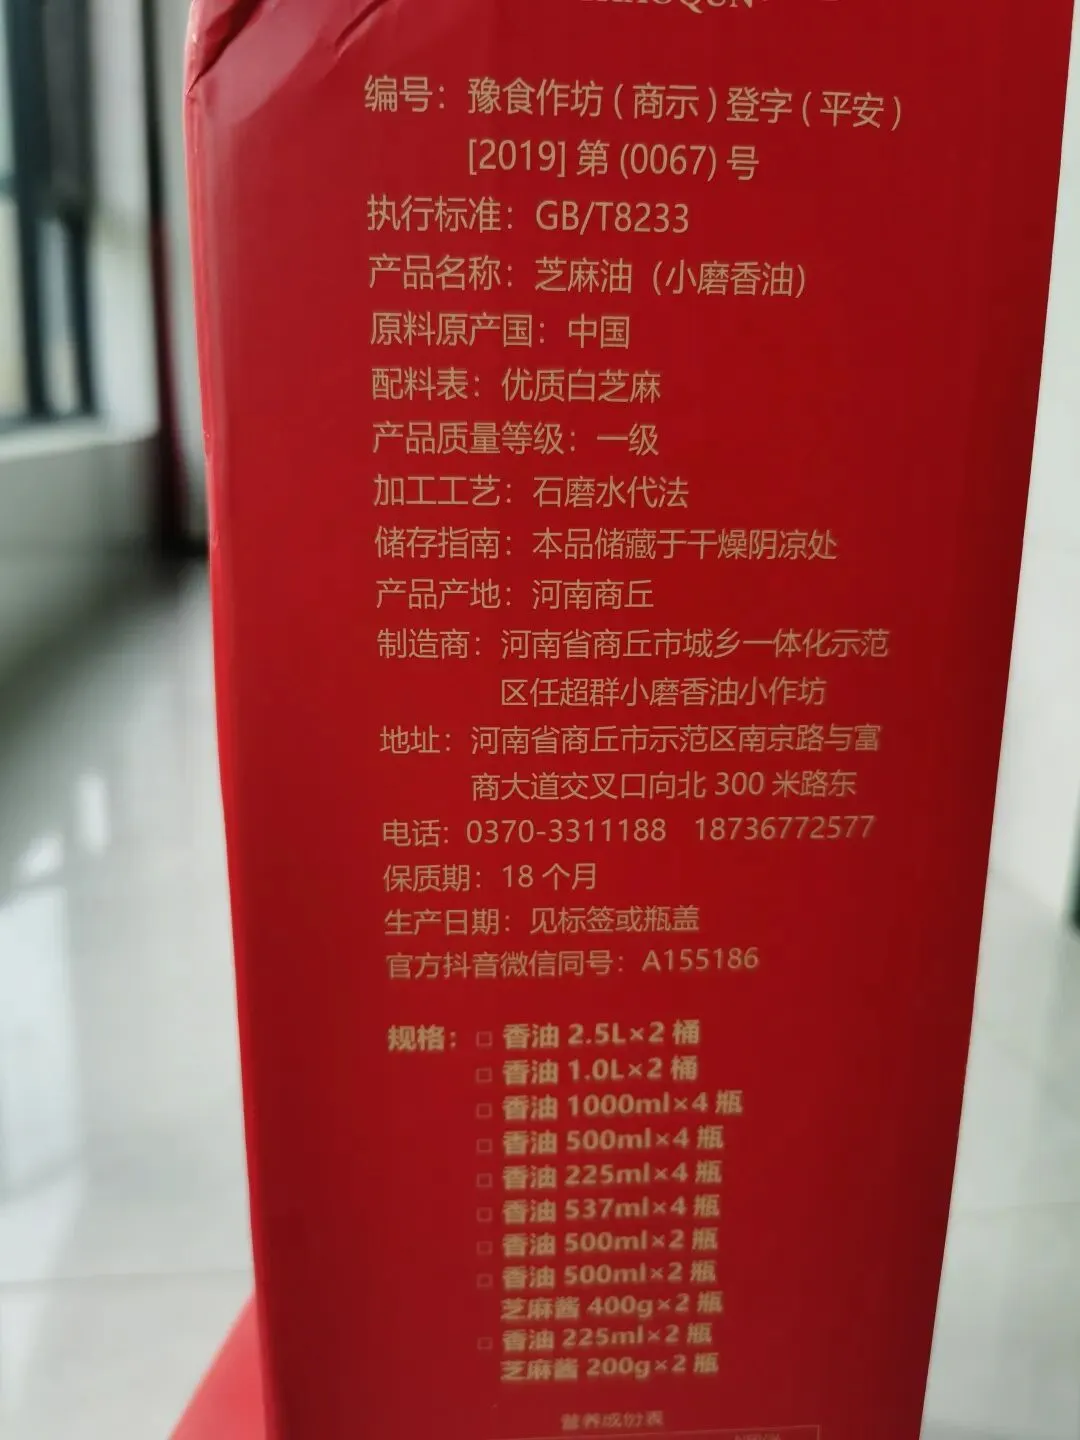 编号：豫食作坊（商示）登字（平安）
[2019] 第 (0067) 号
执行标准：GB/T8233
产品名称：芝麻油（小磨香油）
原料原产国：中国
配料表：优质白芝麻
产品质量等级：一级
加工工艺：石磨水代法
储存指南：本品储藏于干燥阴凉处
产品产地：河南商丘
制造商：河南省商丘市城乡一体化示范
区任超群小磨香油小作坊
地址：河南省商丘市示范区南京路与富
商大道交叉口向北 300 米路东
电话：0370-3311188 18736772577
保质期：18 个月
生产日期：见标签或瓶盖
官方抖音微信同号：A155186
规格：□ 香油 2.5L×2 桶
□ 香油 1.0L×2 桶
□ 香油 1000ml×4 瓶
□ 香油 500ml×4 瓶
□ 香油 225ml×4 瓶
□ 香油 537ml×4 瓶
□ 香油 500ml×2 瓶
□ 香油 500ml×2 瓶
芝麻酱 400g×2 瓶
□ 香油 225ml×2 瓶
芝麻酱 200g×2 瓶
营养成份表